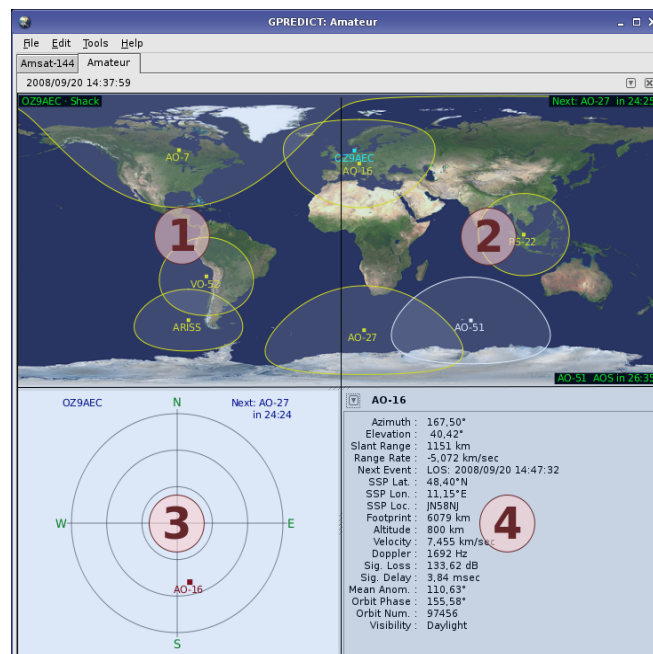 GPREDICT: Amateur
File Edit Tools Help
Amsat-144 Amateur
2008/09/20 14:37:59
OZ9AEC - Shack
Next: AO-27 in 24:25
AO-7
OZ9AEC
AO-16
1
2
RS-22
VO-52
ARISS
AO-27
AO-51
AO-51 AOS in 26:35
OZ9AEC
N
Next: AO-27
in 24:24
W
3
E
AO-16
S
AO-16
Azimuth : 167,50°
Elevation : 40,42°
Slant Range : 1151 km
Range Rate : -5,072 km/sec
Next Event : LOS: 2008/09/20 14:47:32
SSP Lat. : 48,40°N
SSP Lon. : 11,15°E
SSP Loc. : JN58NJ
Footprint : 6079 km
Altitude : 800 km
Velocity : 7,455 km/sec
Doppler : 1692 Hz
Sig. Loss : 133,62 dB
Sig. Delay : 3,84 msec
Mean Anom. : 110,63°
Orbit Phase : 155,58°
Orbit Num. : 97456
Visibility : Daylight
4